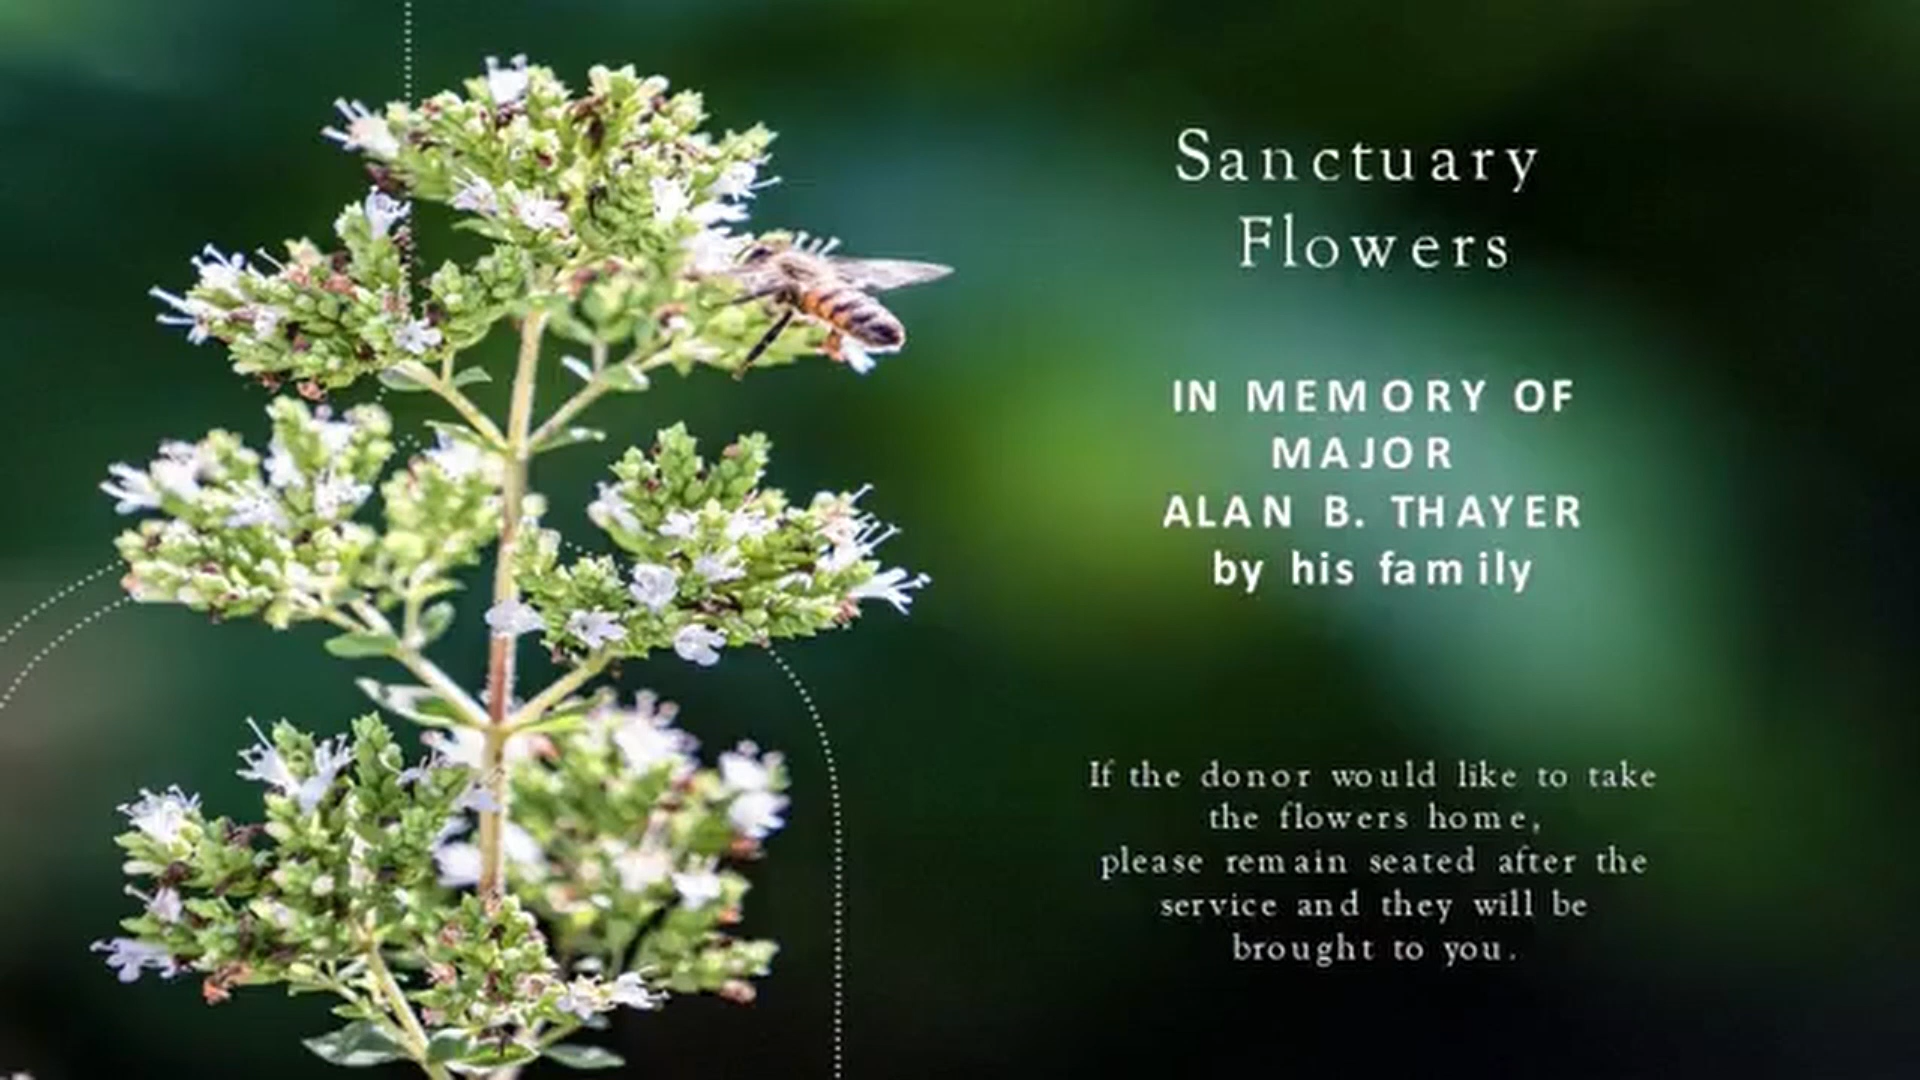 Sanctuary
Flowers
IN MEMORY OF
MAJOR
ALAN B. THAYER
by his family
If the donor would like to take
the flowers home,
please remain seated after the
service and they will be
brought to you.